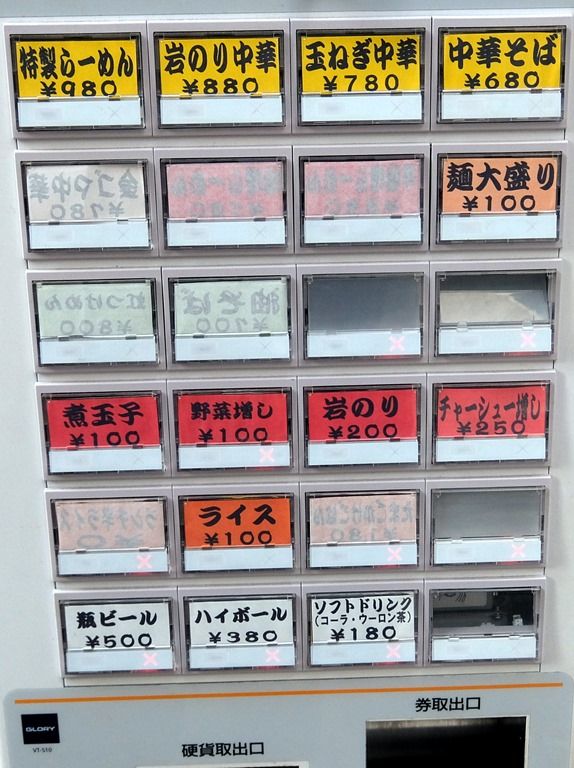 特製らーめん
¥980
岩のり中華
¥880
玉ねぎ中華
¥780
中華そば
¥680
麺大盛り
¥100
煮玉子
¥100
野菜増し
¥100
岩のり
¥200
チャーシュー増し
¥250
ライス
¥100
瓶ビール
¥500
ハイボール
¥380
ソフトドリンク
(コーラ・ウーロン茶)
¥180
GLORY
VT-S10
硬貨取出口
券取出口